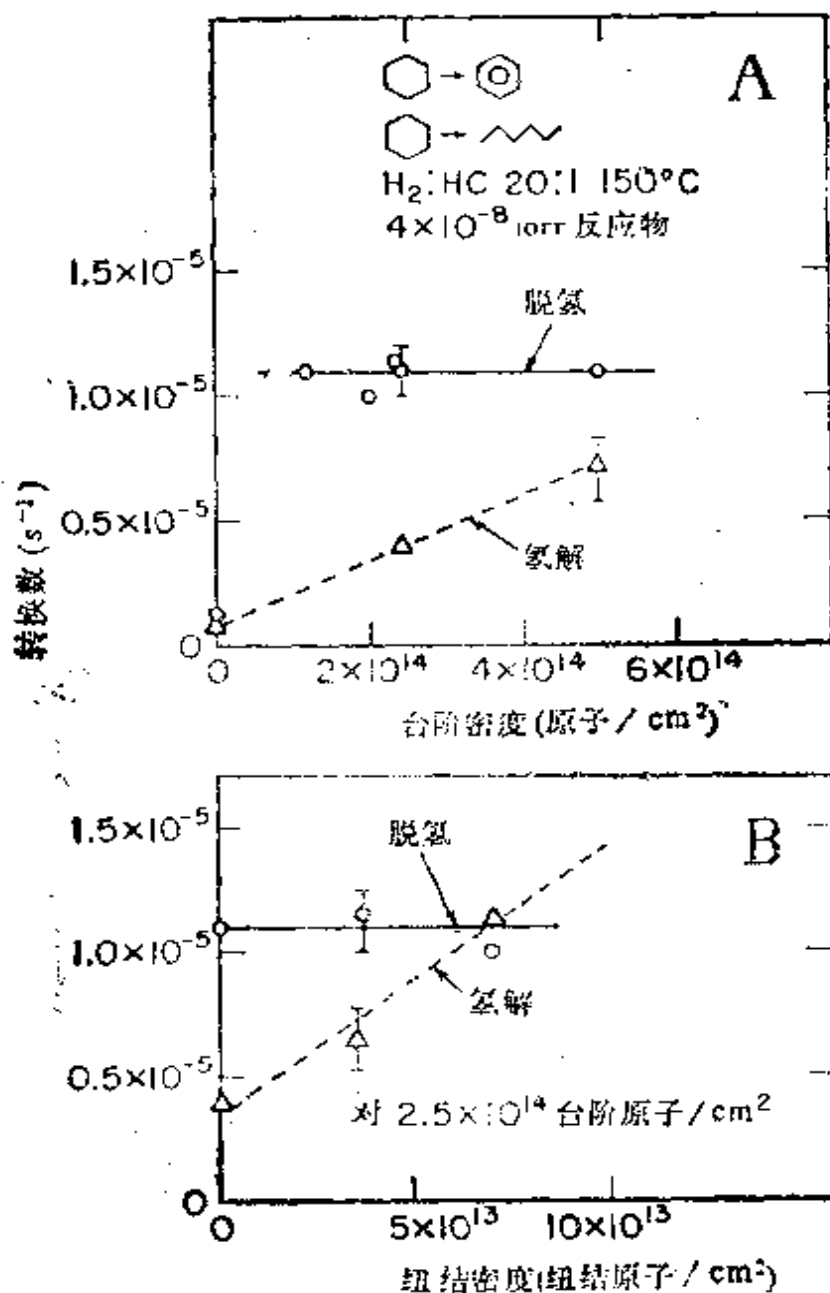 A
H₂:HC 20:1 150°C
4×10⁻⁸ torr 反应物
1.5×10⁻⁵
脱氢
1.0×10⁻⁵
0.5×10⁻⁵
氢解
0
0 2×10¹⁴ 4×10¹⁴ 6×10¹⁴
台阶密度(原子/cm²)
转换数(s⁻¹)
B
1.5×10⁻⁵
脱氢
1.0×10⁻⁵
氢解
0.5×10⁻⁵
对 2.5×10¹⁴ 台阶原子/cm²
0
0 5×10¹³ 10×10¹³
纽结密度(纽结原子/cm²)